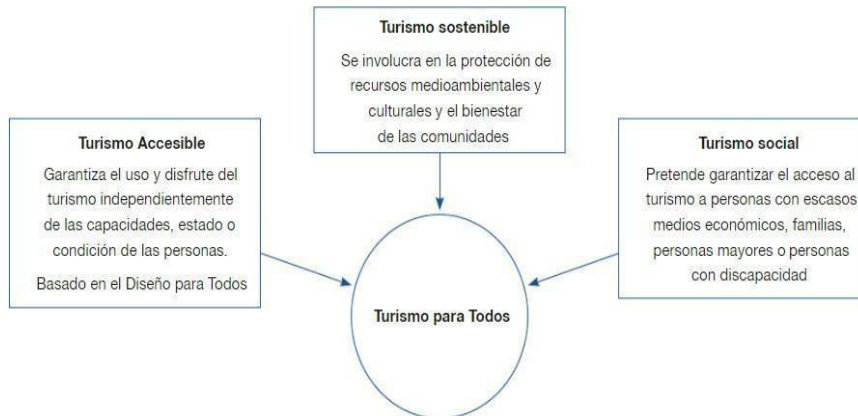 Turismo sostenible
Se involucra en la protección de
recursos medioambientales y
culturales y el bienestar
de las comunidades
Turismo Accesible
Garantiza el uso y disfrute del
turismo independientemente
de las capacidades, estado o
condición de las personas.
Basado en el Diseño para Todos
Turismo social
Pretende garantizar el acceso al
turismo a personas con escasos
medios económicos, familias,
personas mayores o personas
con discapacidad
Turismo para Todos